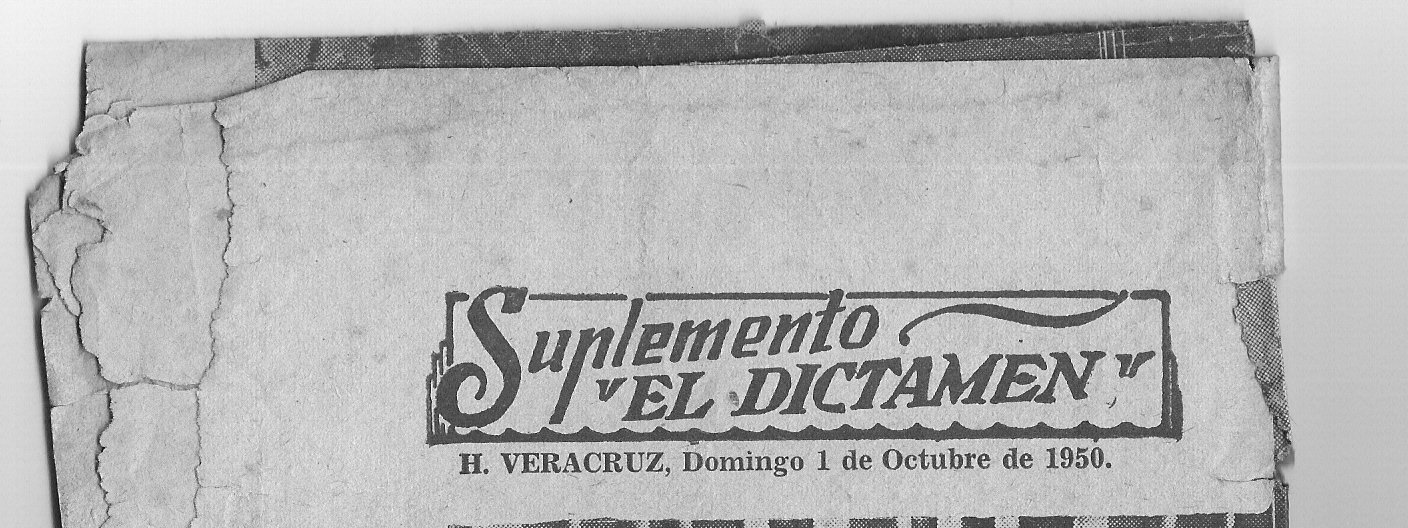 Suplemento
"EL DICTAMEN"
H. VERACRUZ, Domingo 1 de Octubre de 1950.